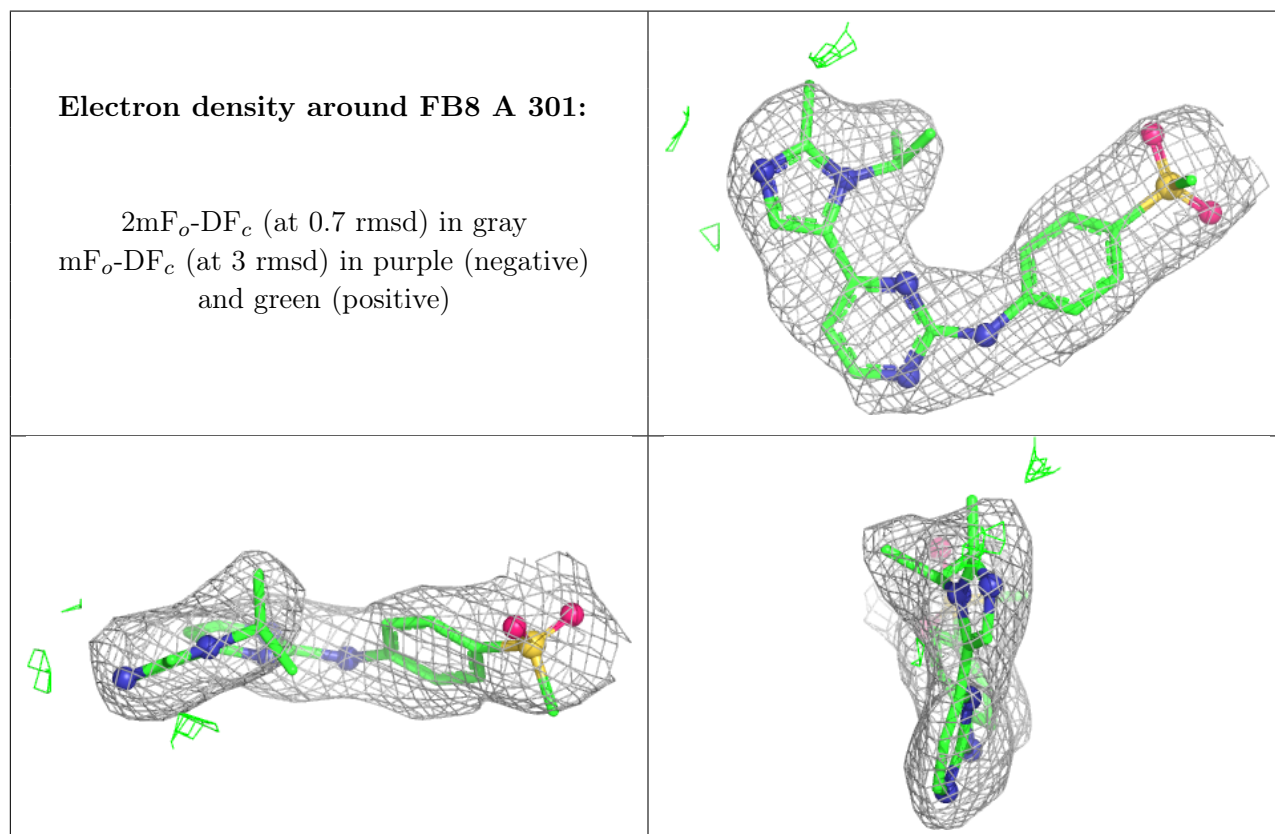 Electron density around FB8 A 301:
2mFo-DFc (at 0.7 rmsd) in gray
mFo-DFc (at 3 rmsd) in purple (negative)
and green (positive)